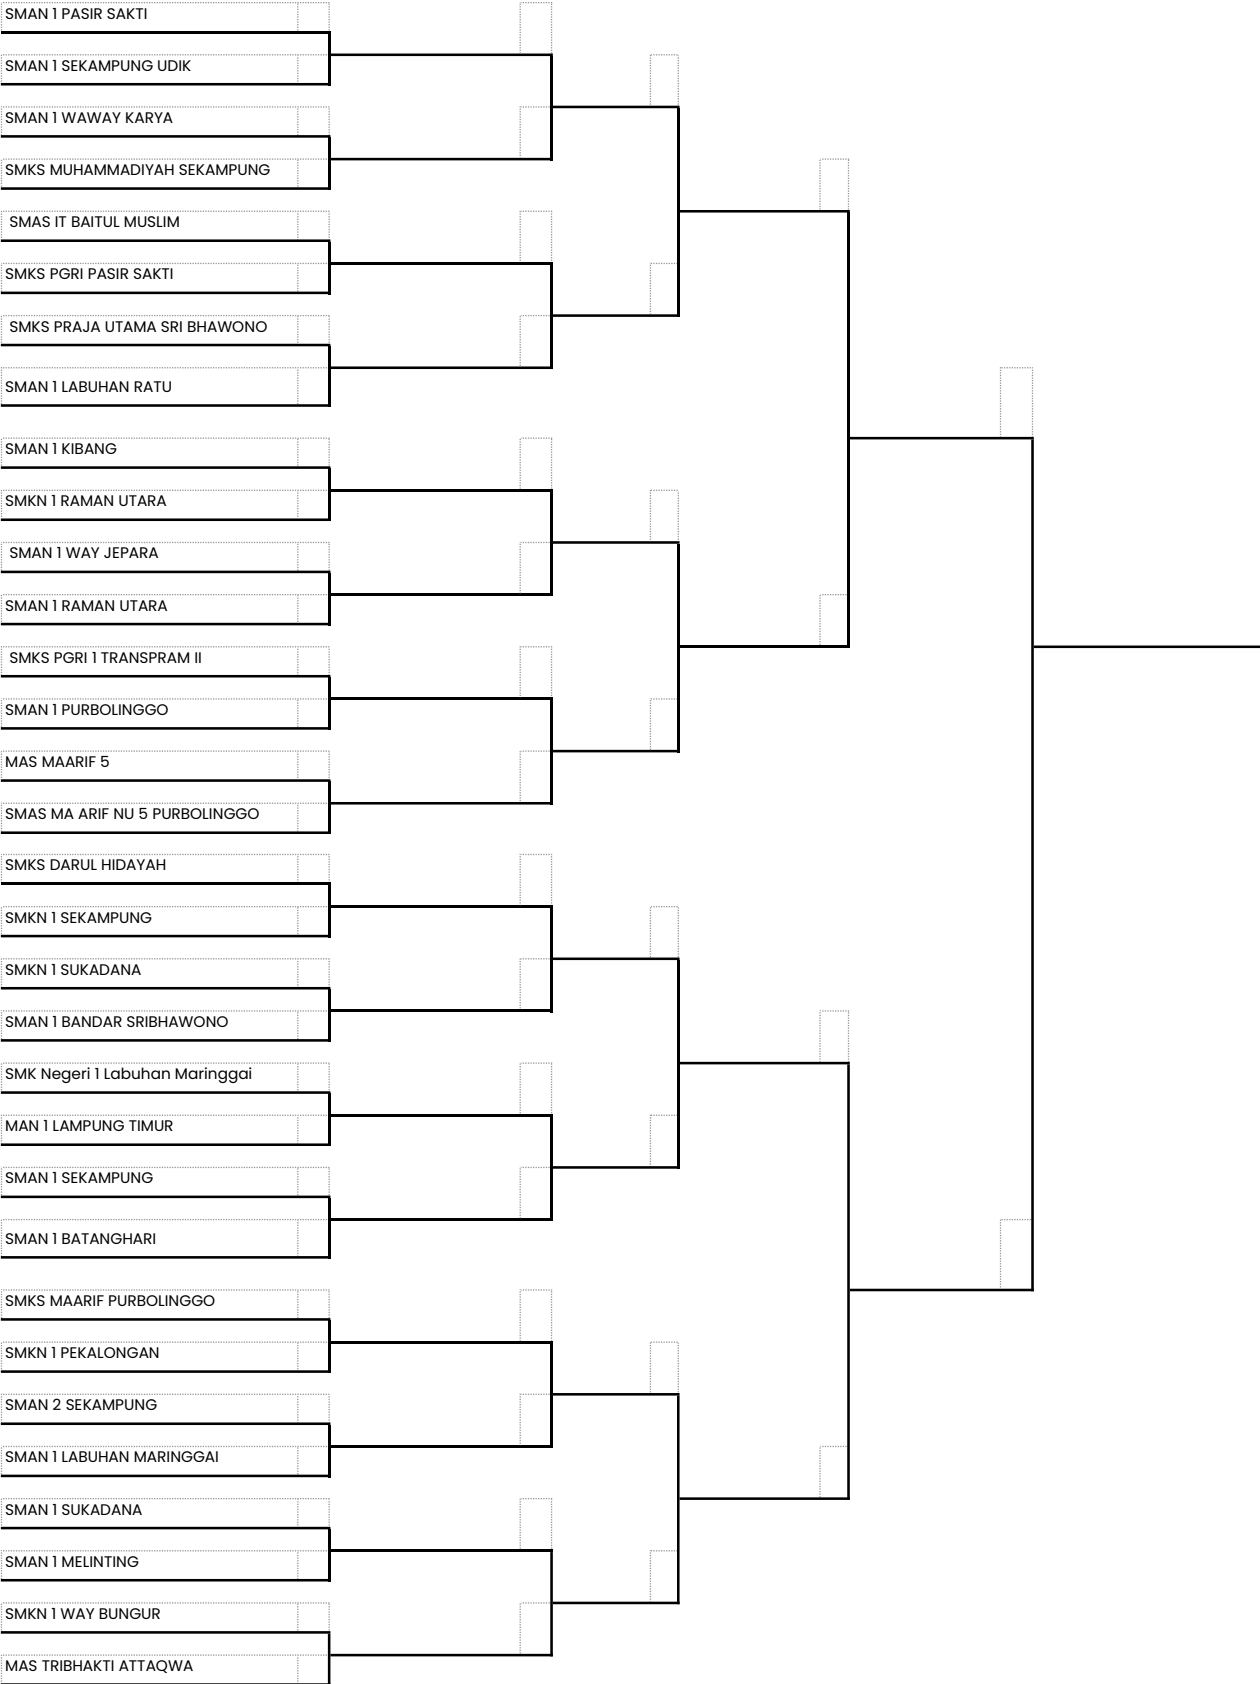 SMAN 1 PASIR SAKTI
SMAN 1 SEKAMPUNG UDIK
SMAN 1 WAWAY KARYA
SMKS MUHAMMADIYAH SEKAMPUNG
SMAS IT BAITUL MUSLIM
SMKS PGRI PASIR SAKTI
SMKS PRAJA UTAMA SRI BHAWONO
SMAN 1 LABUHAN RATU
SMAN 1 KIBANG
SMKN 1 RAMAN UTARA
SMAN 1 WAY JEPARA
SMAN 1 RAMAN UTARA
SMKS PGRI 1 TRANSPRAM II
SMAN 1 PURBOLINGGO
MAS MAARIF 5
SMAS MA ARIF NU 5 PURBOLINGGO
SMKS DARUL HIDAYAH
SMKN 1 SEKAMPUNG
SMKN 1 SUKADANA
SMAN 1 BANDAR SRIBHAWONO
SMK Negeri 1 Labuhan Maringgai
MAN 1 LAMPUNG TIMUR
SMAN 1 SEKAMPUNG
SMAN 1 BATANGHARI
SMKS MAARIF PURBOLINGGO
SMKN 1 PEKALONGAN
SMAN 2 SEKAMPUNG
SMAN 1 LABUHAN MARINGGAI
SMAN 1 SUKADANA
SMAN 1 MELINTING
SMKN 1 WAY BUNGUR
MAS TRIBHAKTI ATTAQWA